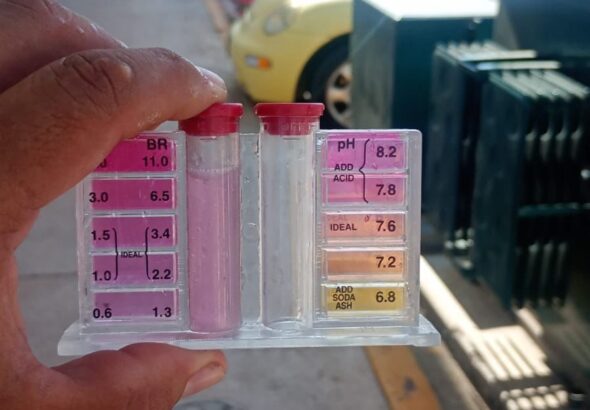 BR
11.0
3.0 6.5
1.5 3.4
IDEAL
1.0 2.2
0.6 1.3
pH
8.2
ADD
ACID
7.8
IDEAL 7.6
7.2
ADD
SODA
ASH
6.8